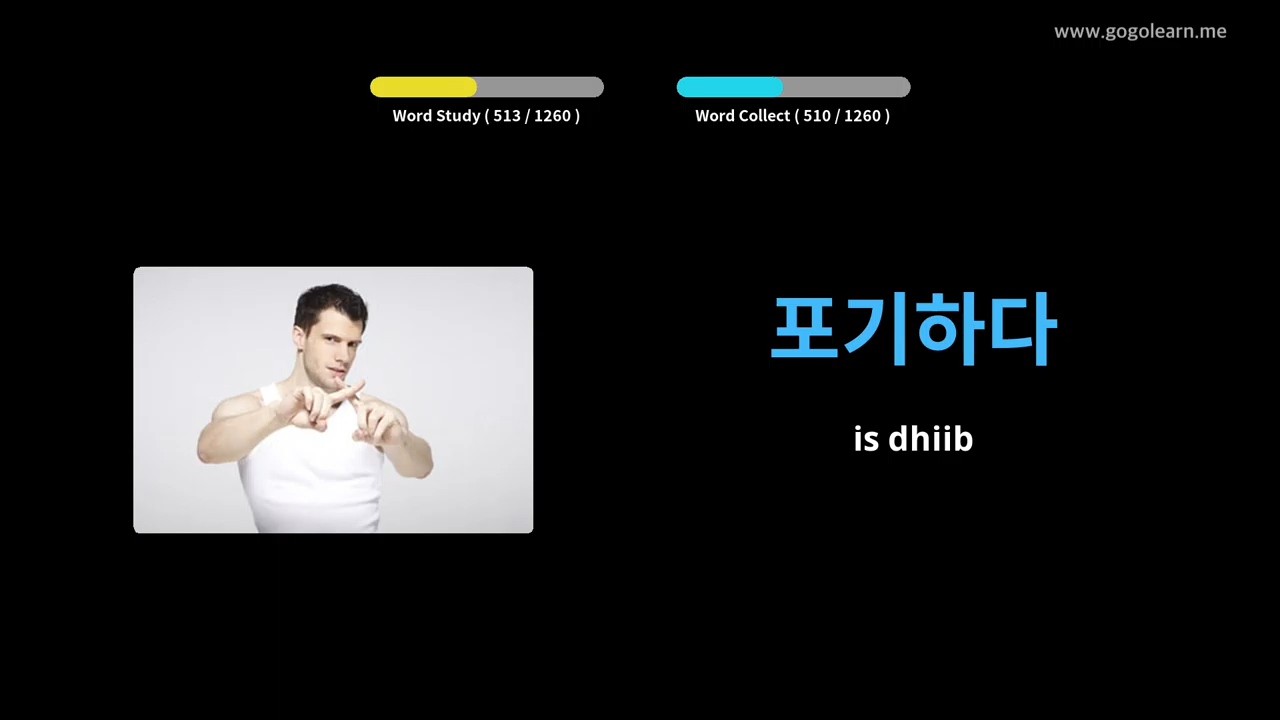 www.gogolearn.me
Word Study ( 513 / 1260 )
Word Collect ( 510 / 1260 )
포기하다
is dhiib